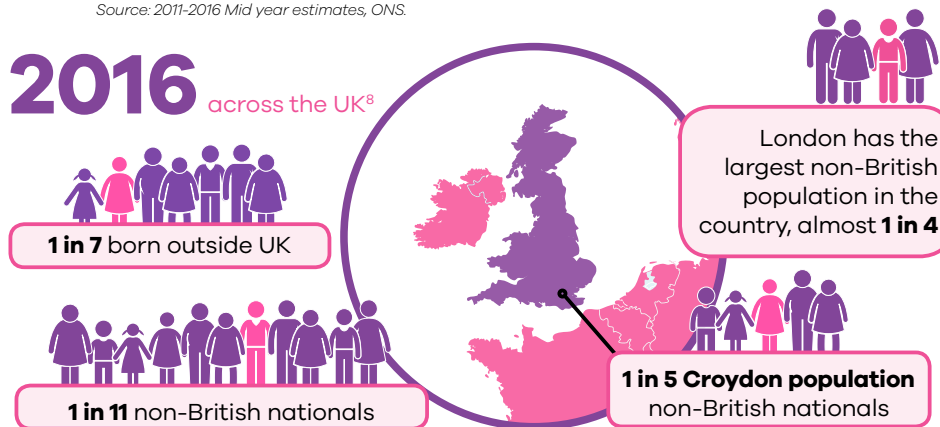 Source: 2011-2016 Mid year estimates, ONS.
2016 across the UK⁸
1 in 7 born outside UK
1 in 11 non-British nationals
London has the
largest non-British
population in the
country, almost 1 in 4
1 in 5 Croydon population
non-British nationals